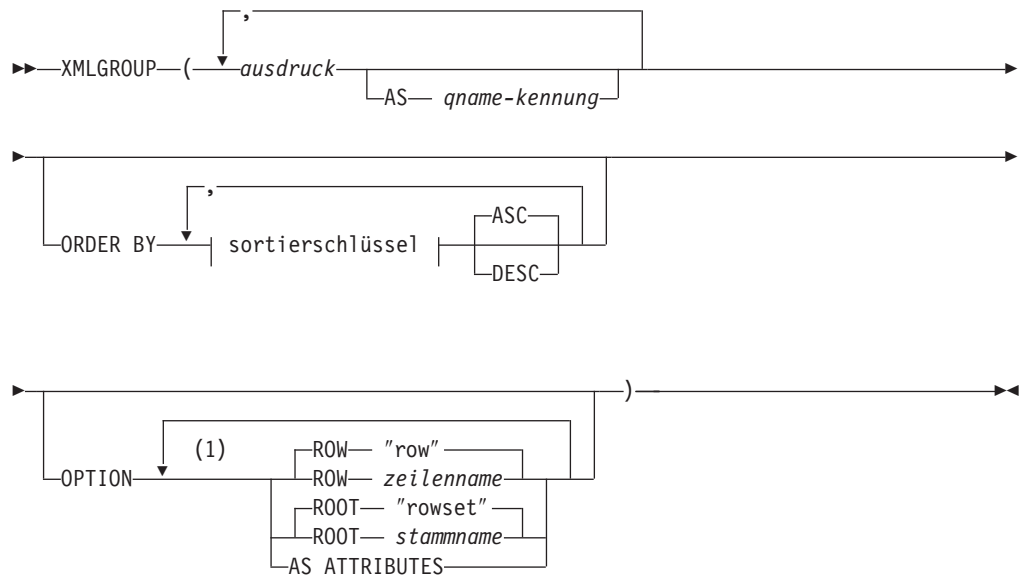 ,
XMLGROUP ( ausdruck
AS qname-kennung
,
ASC
ORDER BY sortierschlüssel
DESC
(1) ROW "row"
OPTION ROW zeilenname )
ROOT "rowset"
ROOT stammname
AS ATTRIBUTES